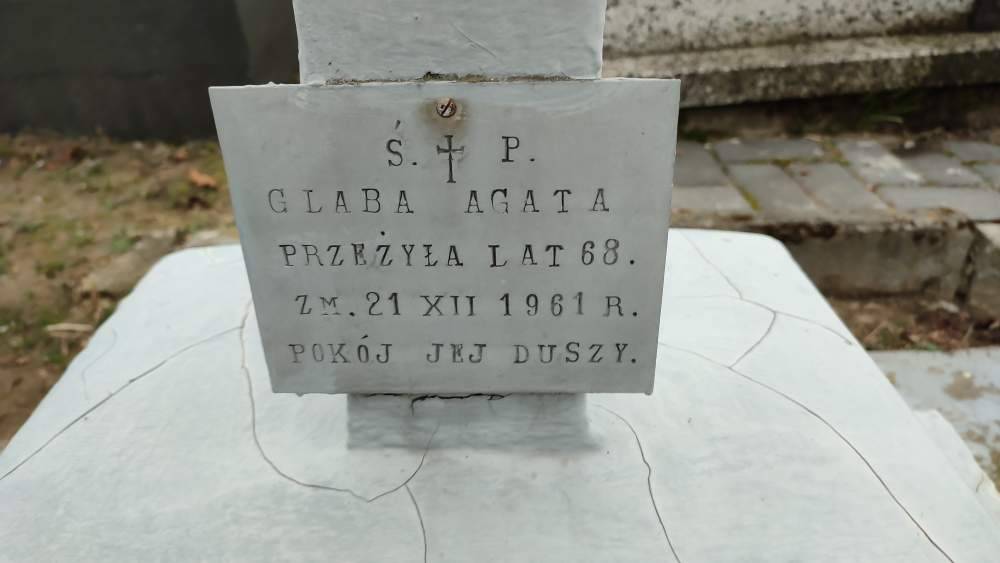 Ś. † P.
GLABA AGATA
PRZEŻYŁA LAT 68.
ZM. 21 XII 1961 R.
POKÓJ JEJ DUSZY.